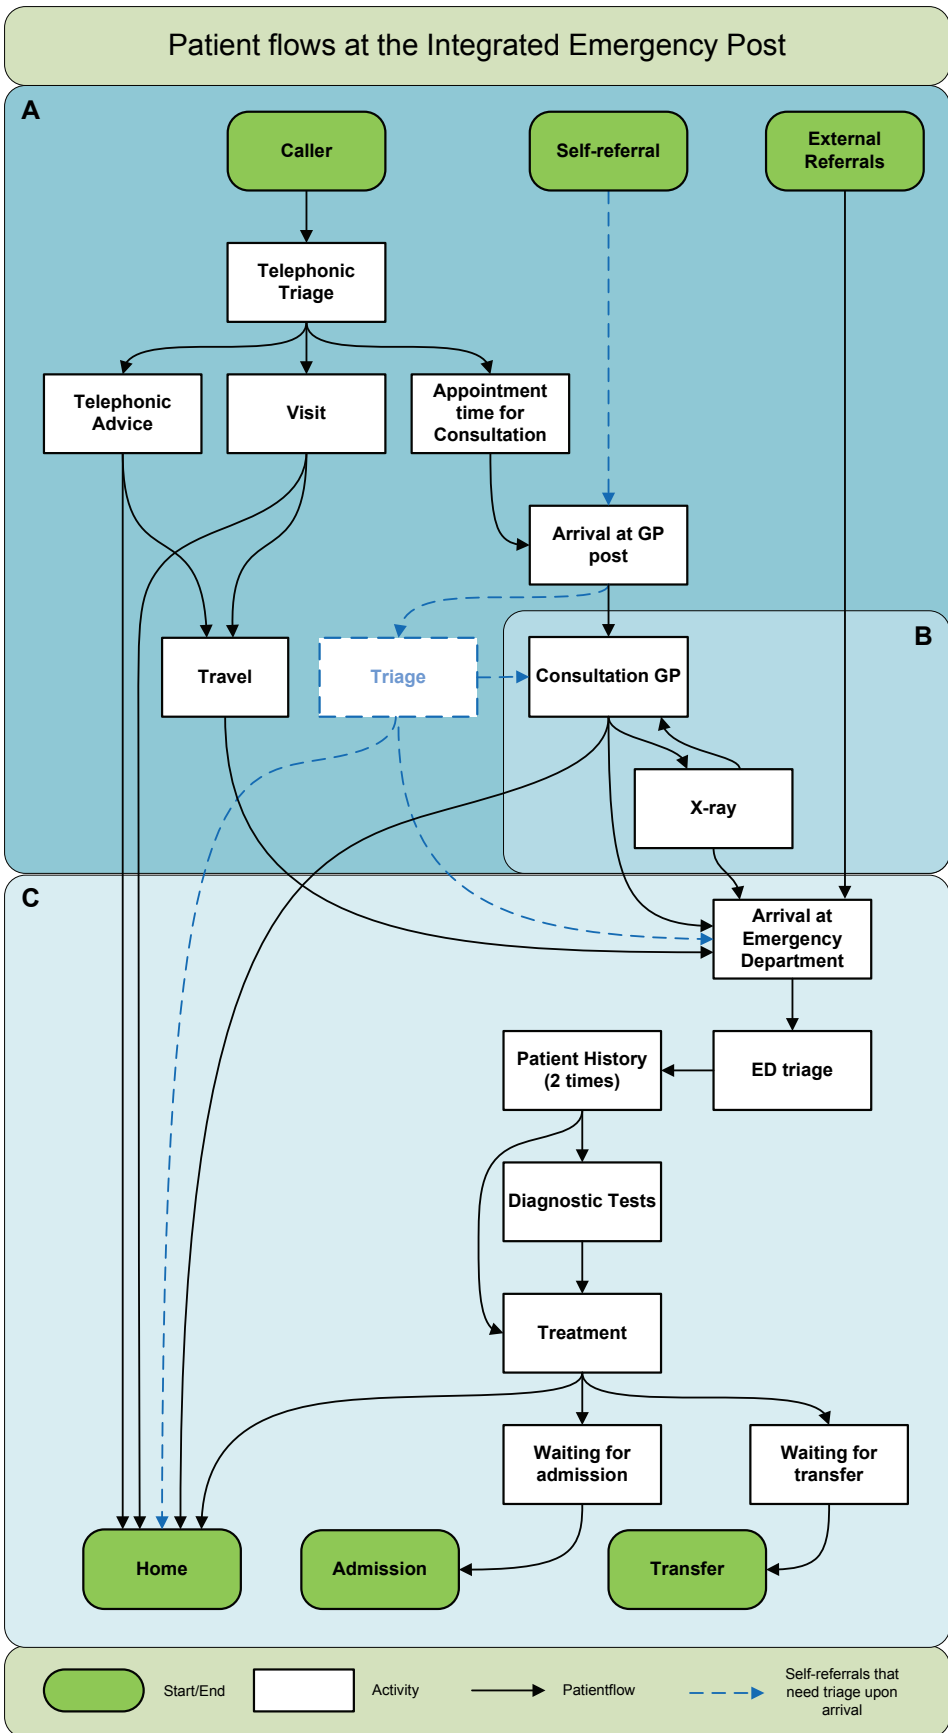 Patient flows at the Integrated Emergency Post
A
Caller
Self-referral
External
Referrals
Telephonic
Triage
Telephonic
Advice
Visit
Appointment
time for
Consultation
Arrival at GP
post
B
Travel
Triage
Consultation GP
X-ray
C
Arrival at
Emergency
Department
Patient History
(2 times)
ED triage
Diagnostic Tests
Treatment
Waiting for
admission
Waiting for
transfer
Home
Admission
Transfer
Start/End
Activity
Patientflow
Self-referrals that
need triage upon
arrival